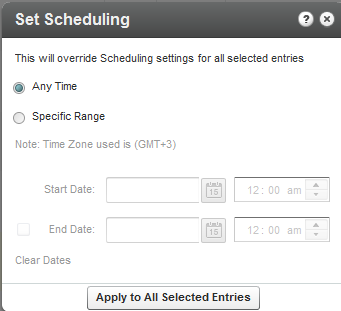 Set Scheduling
?
This will override Scheduling settings for all selected entries
Any Time
Specific Range
Note: Time Zone used is (GMT+3)
Start Date: 15 12: 00 am
End Date: 15 12: 00 am
Clear Dates
Apply to All Selected Entries